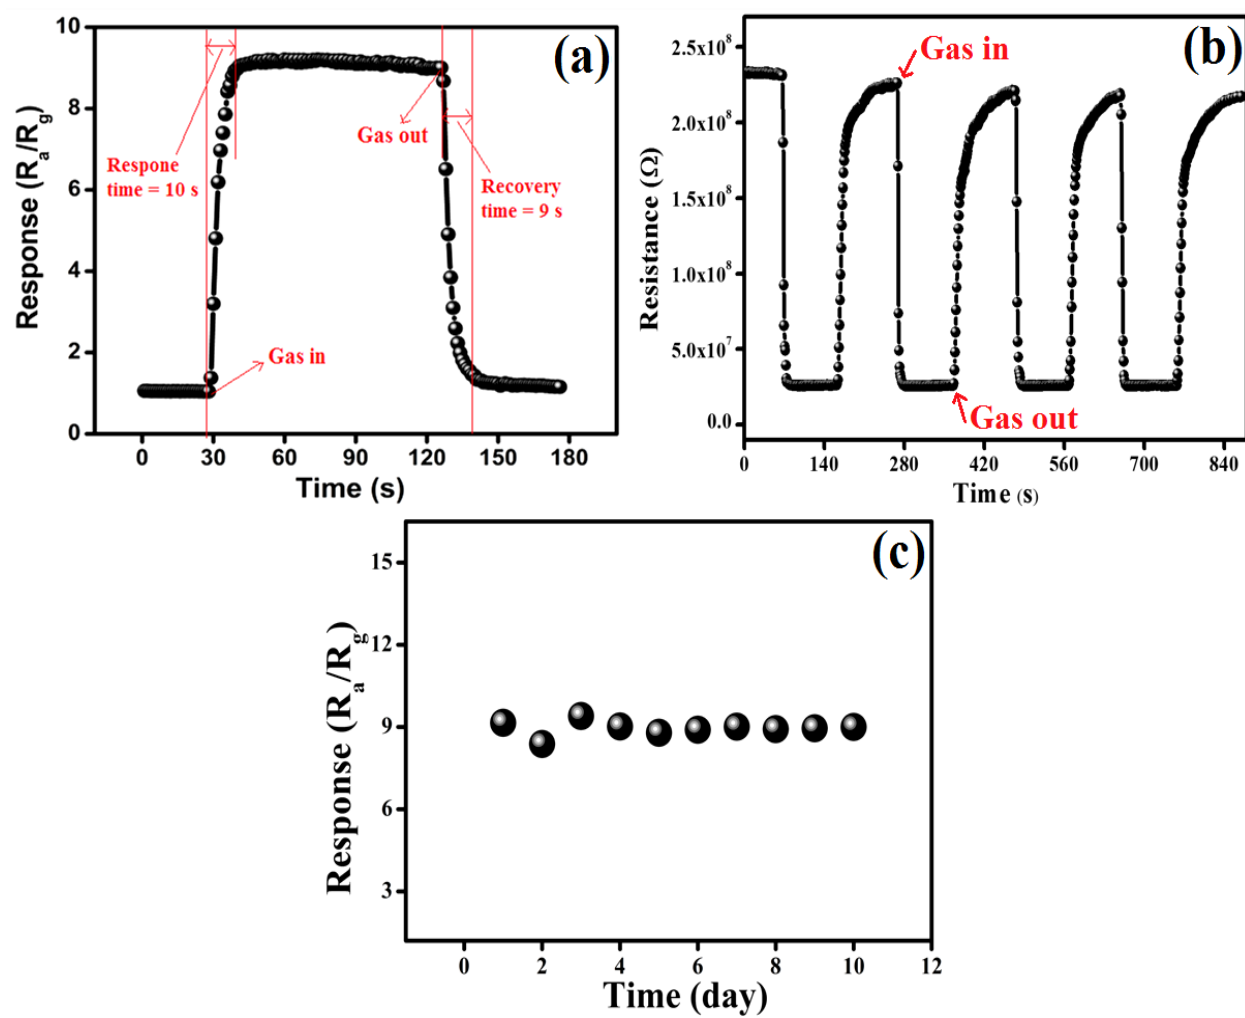 (a)
10
8
6
4
2
0
Response (Ra/Rg)
Respone
time = 10 s
Gas out
Recovery
time = 9 s
Gas in
0 30 60 90 120 150 180
Time (s)
(b)
Gas in
2.5x10⁸
2.0x10⁸
1.5x10⁸
1.0x10⁸
5.0x10⁷
0.0
Resistance (Ω)
Gas out
0 140 280 420 560 700 840
Time (s)
(c)
15
12
9
6
3
Response (Ra/Rg)
0 2 4 6 8 10 12
Time (day)